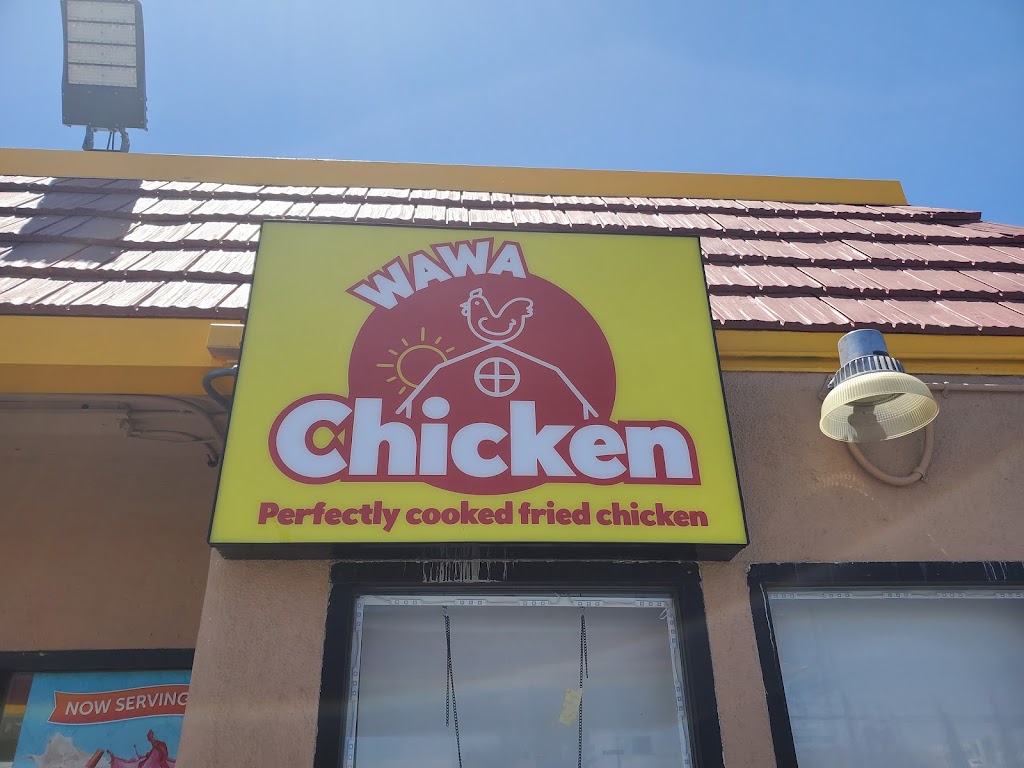 WAWA
Chicken
Perfectly cooked fried chicken
NOW SERVING